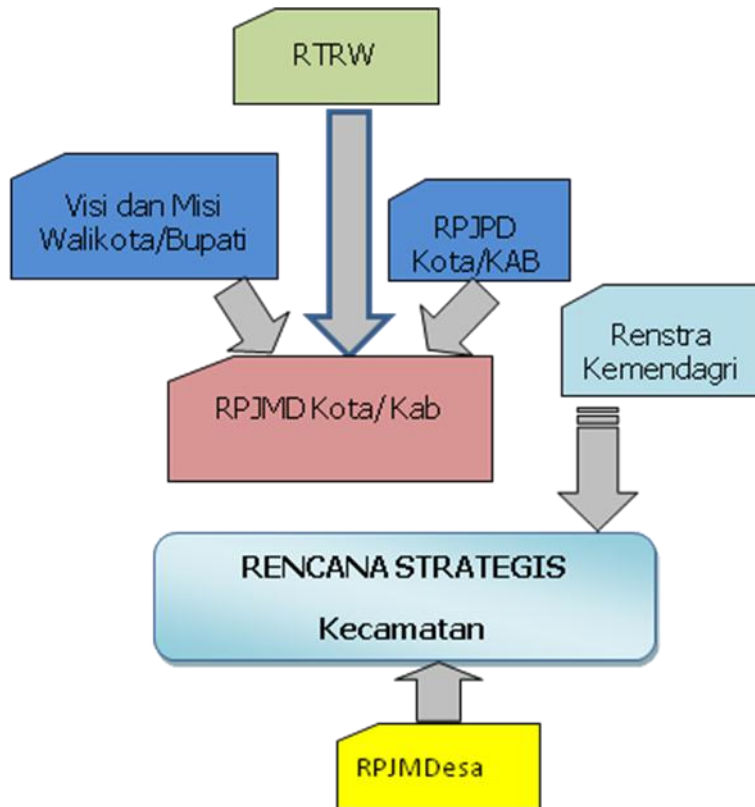 RTRW
Visi dan Misi
Walikota/Bupati
RPJPD
Kota/KAB
Renstra
Kemendagri
RPJMD Kota/ Kab
RENCANA STRATEGIS
Kecamatan
RPJMDesa